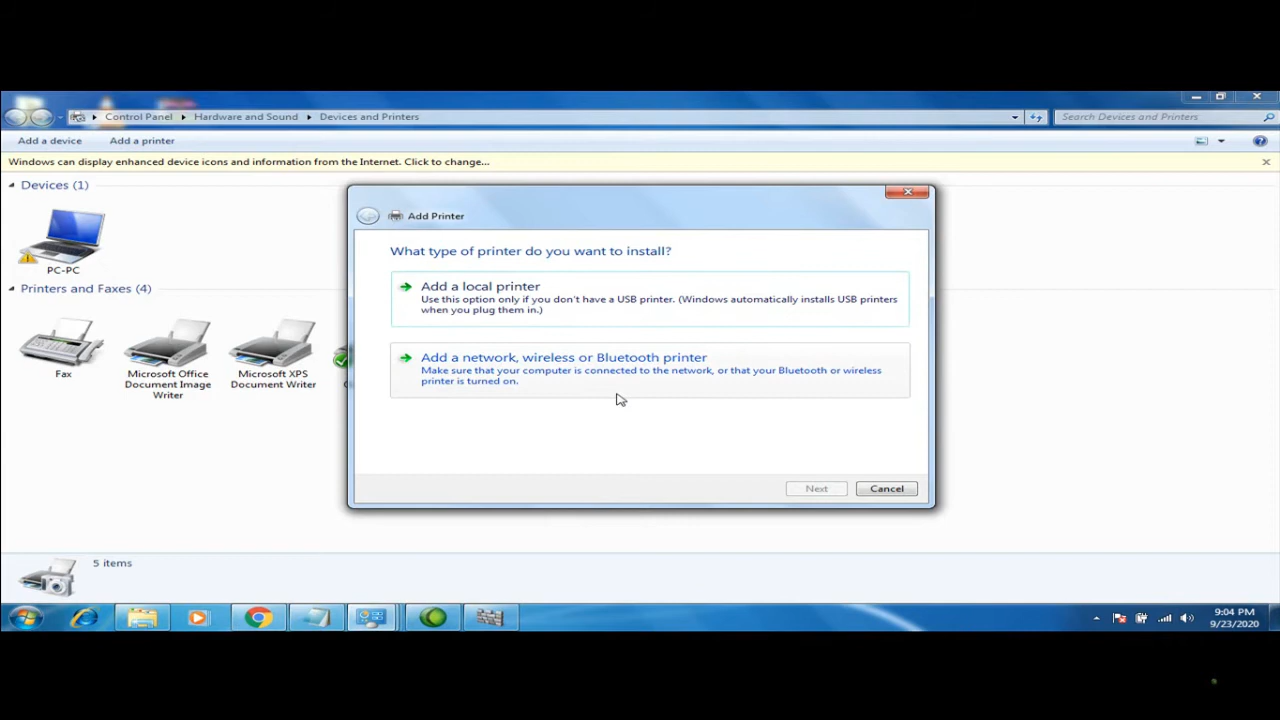 Control Panel Hardware and Sound Devices and Printers
Search Devices and Printers
Add a device Add a printer
Windows can display enhanced device icons and information from the Internet. Click to change...
Devices (1)
PC-PC
Printers and Faxes (4)
Fax
Microsoft Office
Document Image
Writer
Microsoft XPS
Document Writer
Add Printer
What type of printer do you want to install?
Add a local printer
Use this option only if you don't have a USB printer. (Windows automatically installs USB printers
when you plug them in.)
Add a network, wireless or Bluetooth printer
Make sure that your computer is connected to the network, or that your Bluetooth or wireless
printer is turned on.
Next Cancel
5 items
9:04 PM
9/23/2020